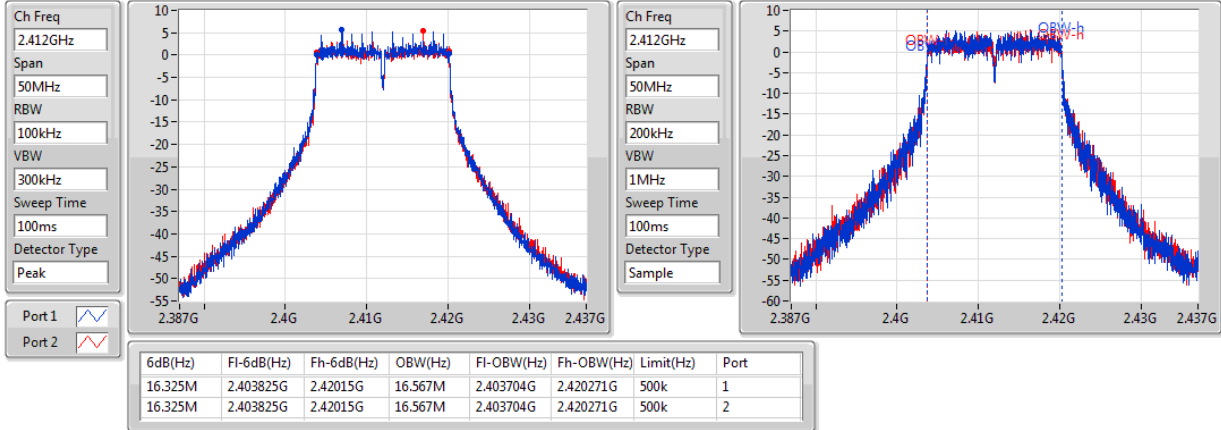 Ch Freq
2.412GHz
Span
50MHz
RBW
100kHz
VBW
300kHz
Sweep Time
100ms
Detector Type
Peak
Port 1
Port 2
10
5
0
-5
-10
-15
-20
-25
-30
-35
-40
-45
-50
-55
2.387G 2.4G 2.41G 2.42G 2.43G 2.437G
Ch Freq
2.412GHz
Span
50MHz
RBW
200kHz
VBW
1MHz
Sweep Time
100ms
Detector Type
Sample
10
5
0
-5
-10
-15
-20
-25
-30
-35
-40
-45
-50
-55
-60
OBW-h
2.387G 2.4G 2.41G 2.42G 2.43G 2.437G
6dB(Hz) Fl-6dB(Hz) Fh-6dB(Hz) OBW(Hz) Fl-OBW(Hz) Fh-OBW(Hz) Limit(Hz) Port
16.325M 2.403825G 2.42015G 16.567M 2.403704G 2.420271G 500k 1
16.325M 2.403825G 2.42015G 16.567M 2.403704G 2.420271G 500k 2